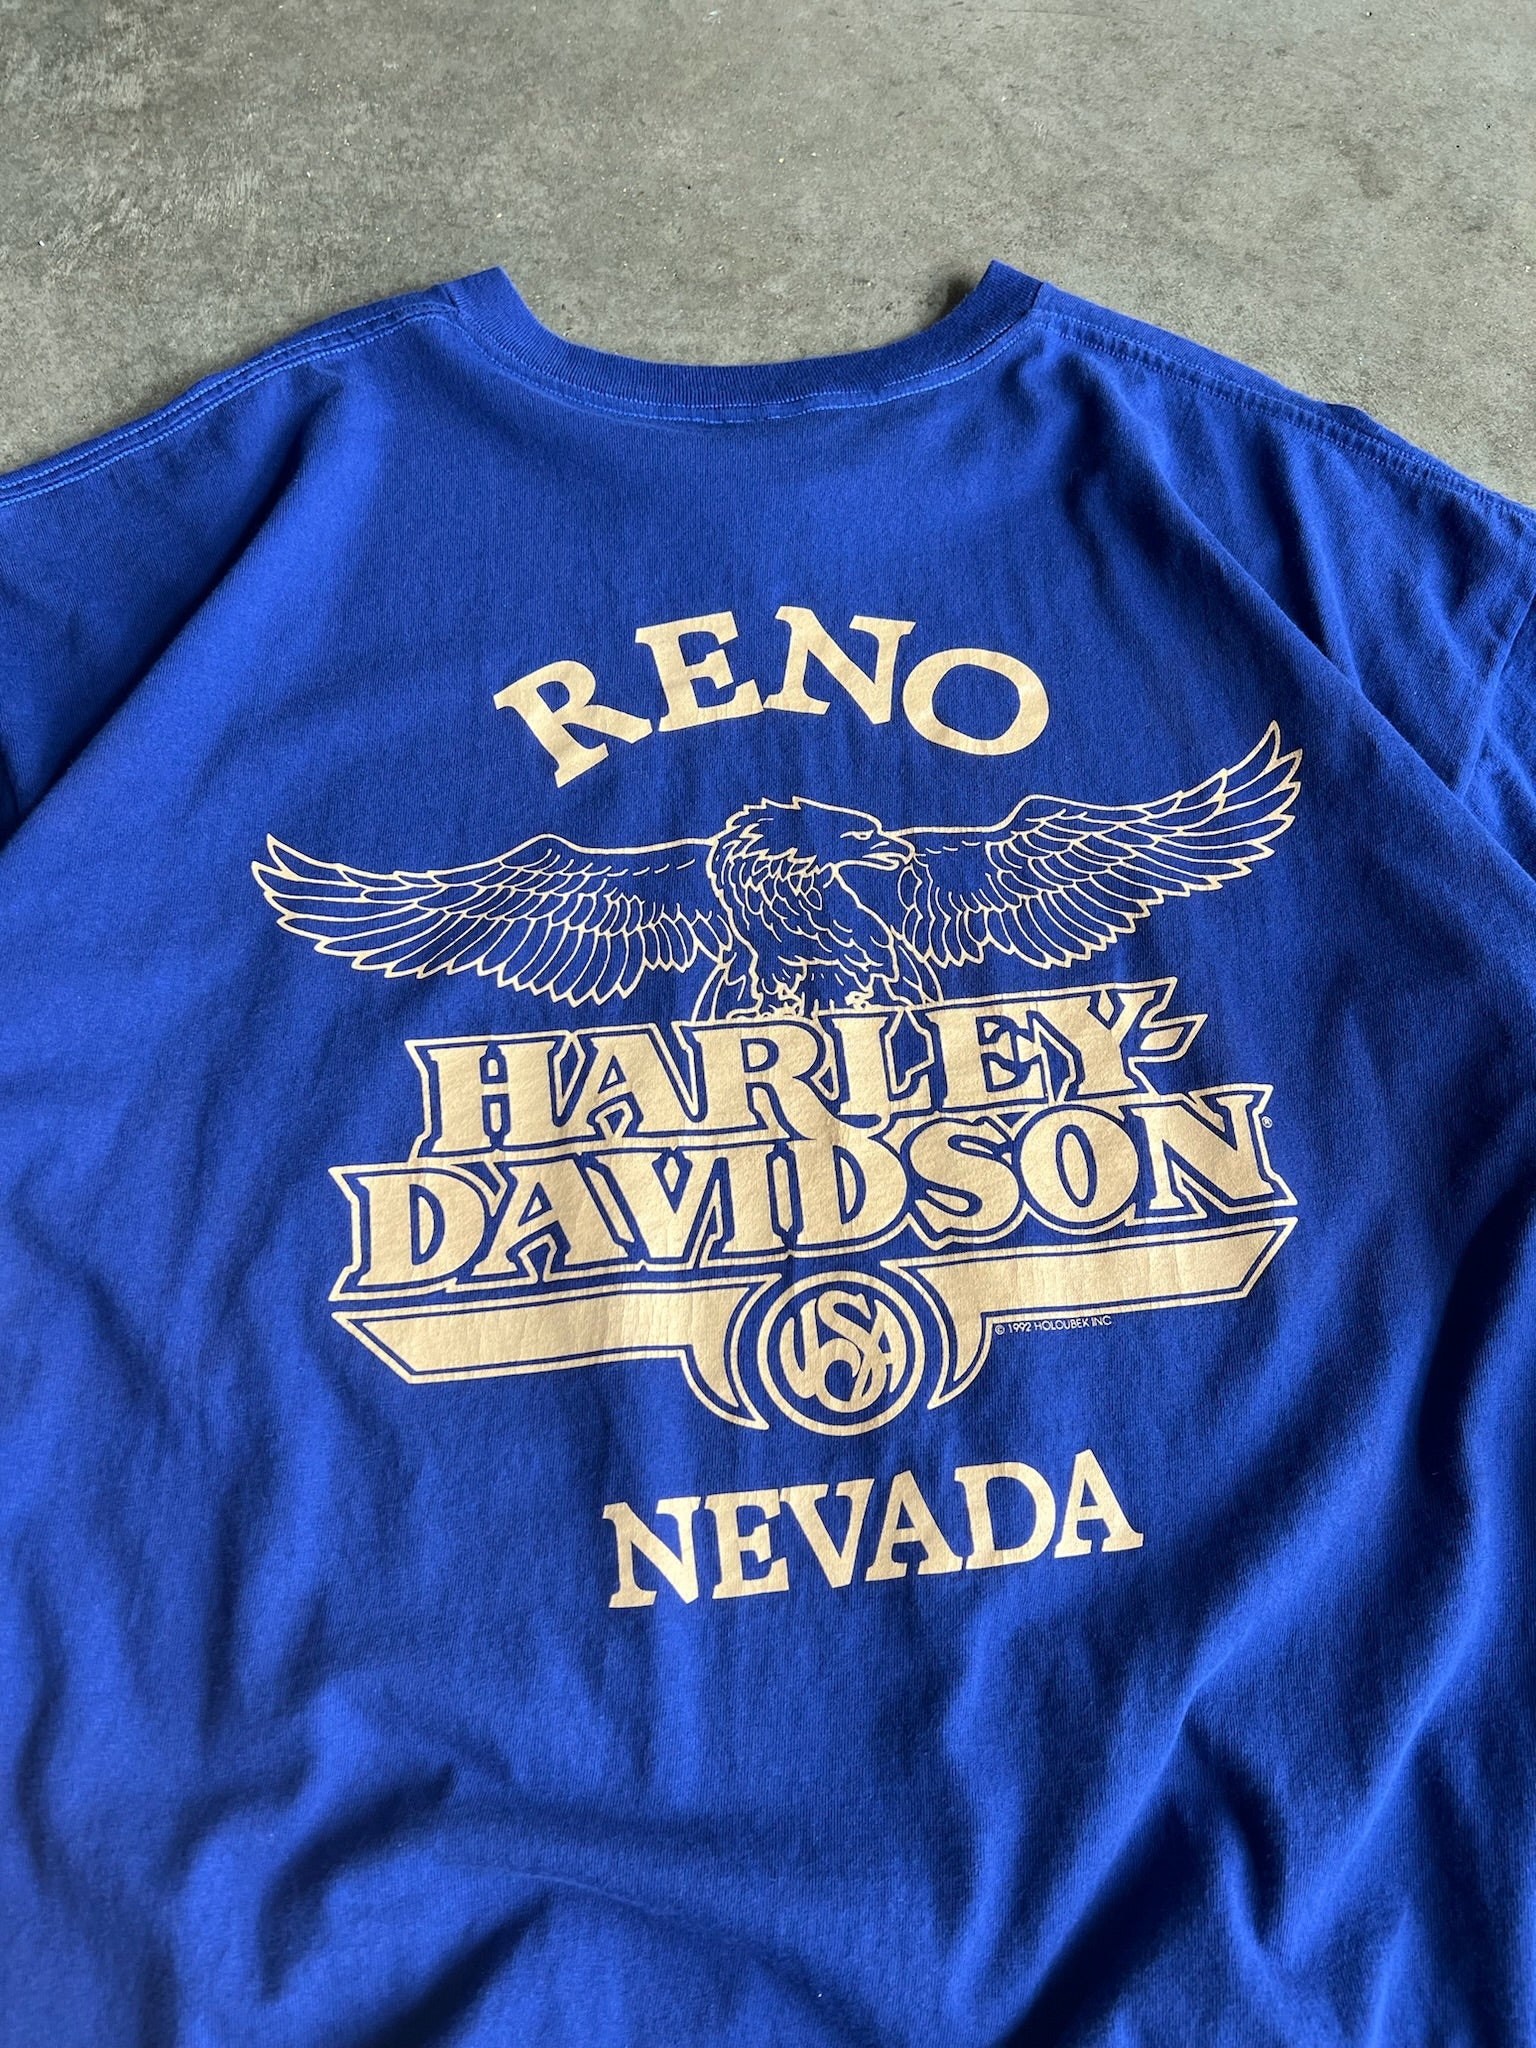 RENO
HARLEY-
DAVIDSON®
USA
© 1992 HOLOUBEK INC
NEVADA